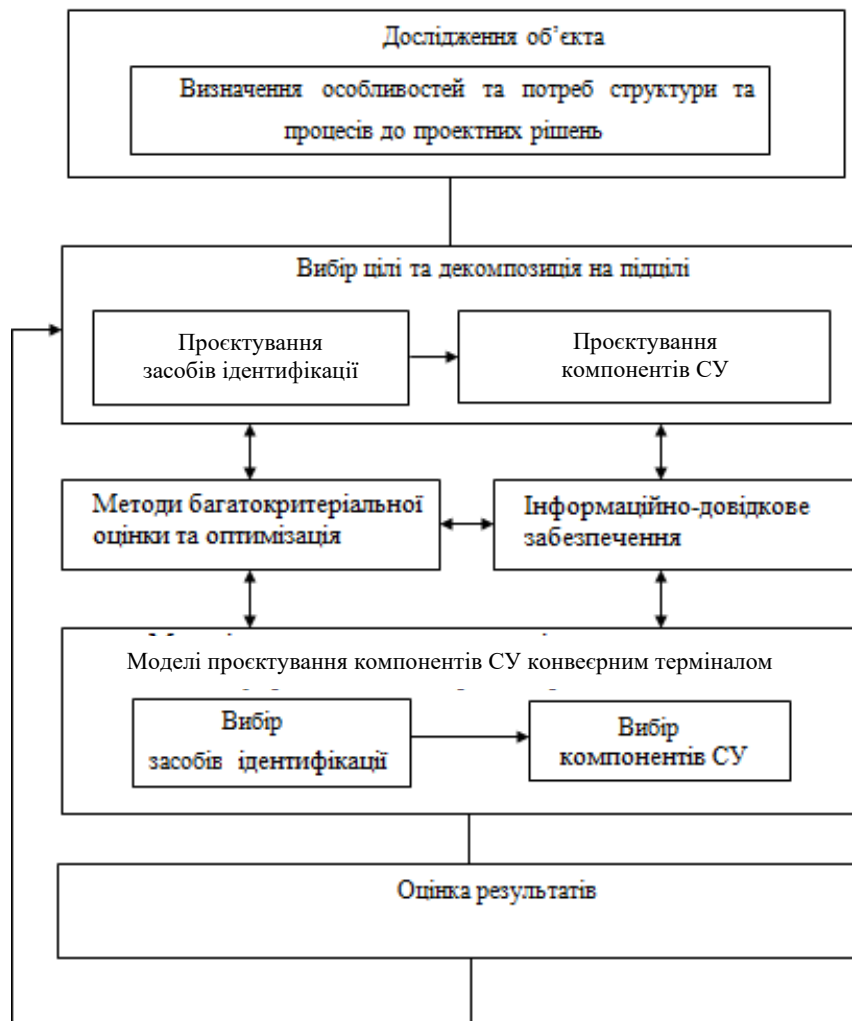 Дослідження об’єкта
Визначення особливостей та потреб структури та
процесів до проектних рішень
Вибір цілі та декомпозиція на підцілі
Проєктування
засобів ідентифікації
Проєктування
компонентів СУ
Методи багатокритеріальної
оцінки та оптимізація
Інформаційно-довідкове
забезпечення
Моделі проєктування компонентів СУ конвеєрним терміналом
Вибір
засобів ідентифікації
Вибір
компонентів СУ
Оцінка результатів